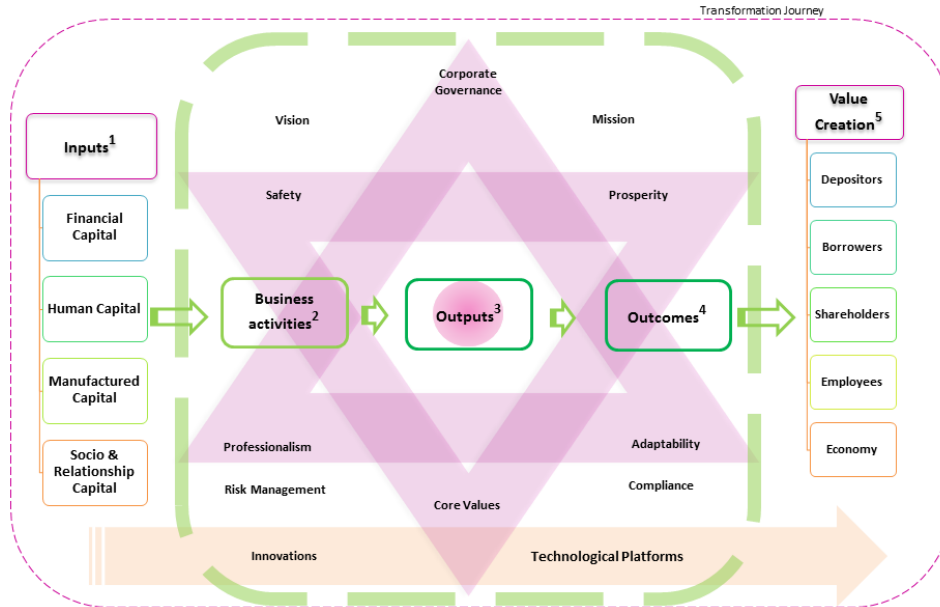 Transformation Journey
Corporate
Governance
Vision
Mission
Inputs¹
Value
Creation⁵
Safety
Prosperity
Financial
Capital
Human Capital
Manufactured
Capital
Socio &
Relationship
Capital
Business
activities²
Outputs³
Outcomes⁴
Depositors
Borrowers
Shareholders
Employees
Economy
Professionalism
Adaptability
Risk Management
Compliance
Core Values
Innovations
Technological Platforms